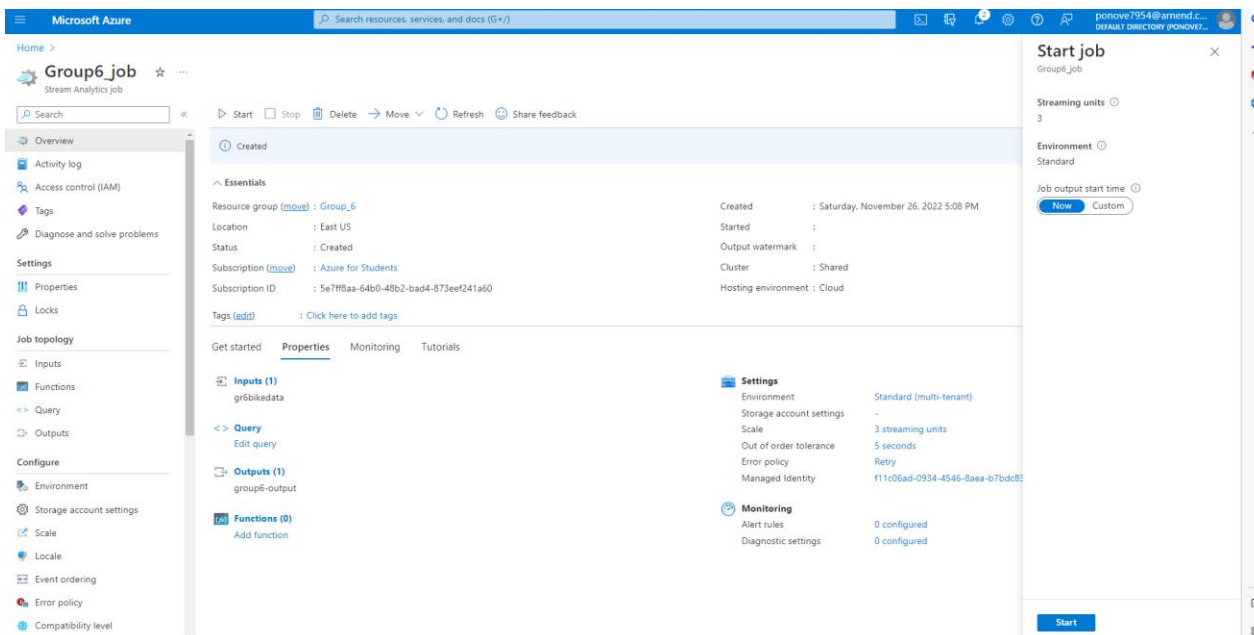 Microsoft Azure
Search resources, services, and docs (G+/)
2
ponove7954@arnend.c...
DEFAULT DIRECTORY (PONOVE7...
Home >
Group6_job
Stream Analytics job
Search
Overview
Activity log
Access control (IAM)
Tags
Diagnose and solve problems
Settings
Properties
Locks
Job topology
Inputs
Functions
Query
Outputs
Configure
Environment
Storage account settings
Scale
Locale
Event ordering
Error policy
Compatibility level
Start Stop Delete Move Refresh Share feedback
Created
Essentials
Resource group (move) : Group_6
Location : East US
Status : Created
Subscription (move) : Azure for Students
Subscription ID : 5e7ff8aa-64b0-48b2-bad4-873eef241a60
Tags (edit) : Click here to add tags
Created : Saturday, November 26, 2022 5:08 PM
Started :
Output watermark :
Cluster : Shared
Hosting environment : Cloud
Get started Properties Monitoring Tutorials
Inputs (1)
gr6bikedata
Query
Edit query
Outputs (1)
group6-output
Functions (0)
Add function
Settings
Environment Standard (multi-tenant)
Storage account settings -
Scale 3 streaming units
Out of order tolerance 5 seconds
Error policy Retry
Managed Identity f11c06ad-0934-4546-8aea-b7bdc83
Monitoring
Alert rules 0 configured
Diagnostic settings 0 configured
Start job
Group6_job
Streaming units
3
Environment
Standard
Job output start time
Now Custom
Start